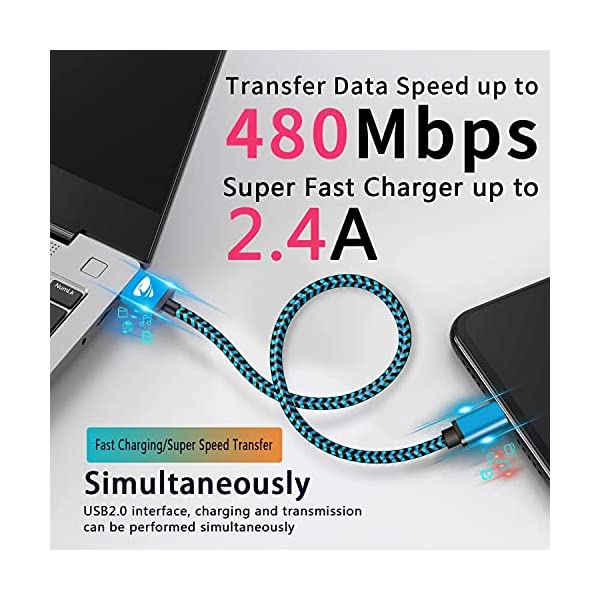 Transfer Data Speed up to
480Mbps
Super Fast Charger up to
2.4A
NumLk
Fast Charging/Super Speed Transfer
Simultaneously
USB2.0 interface, charging and transmission
can be performed simultaneously